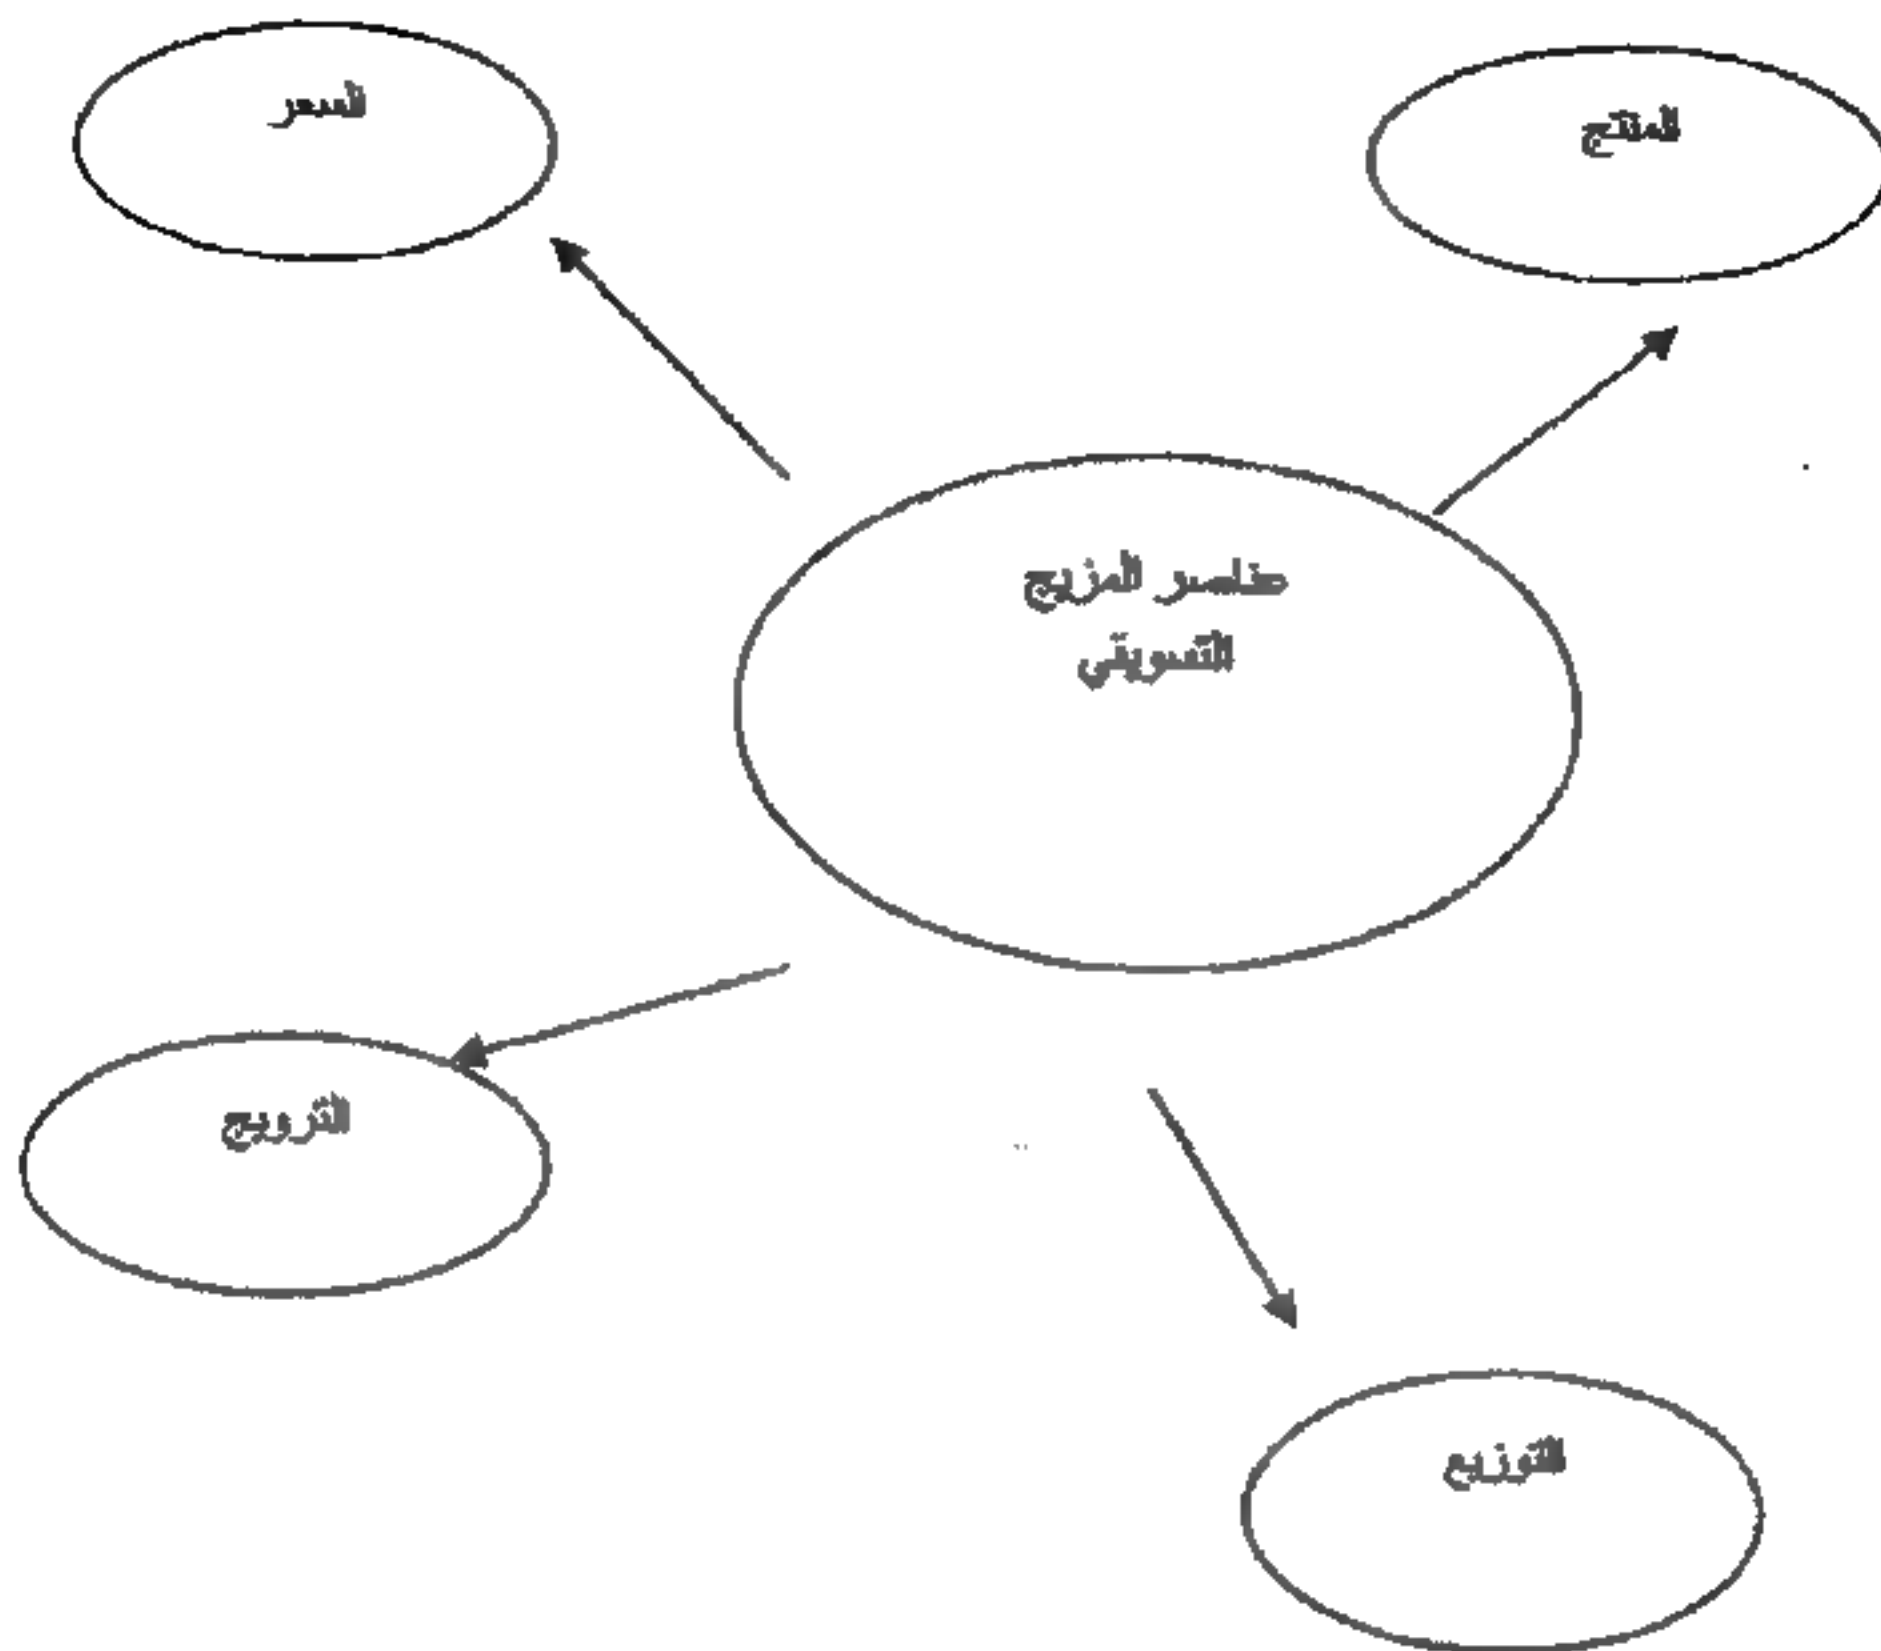 المنتج
السعر
عناصر المزيج
التسويقي
الترويج
التوزيع